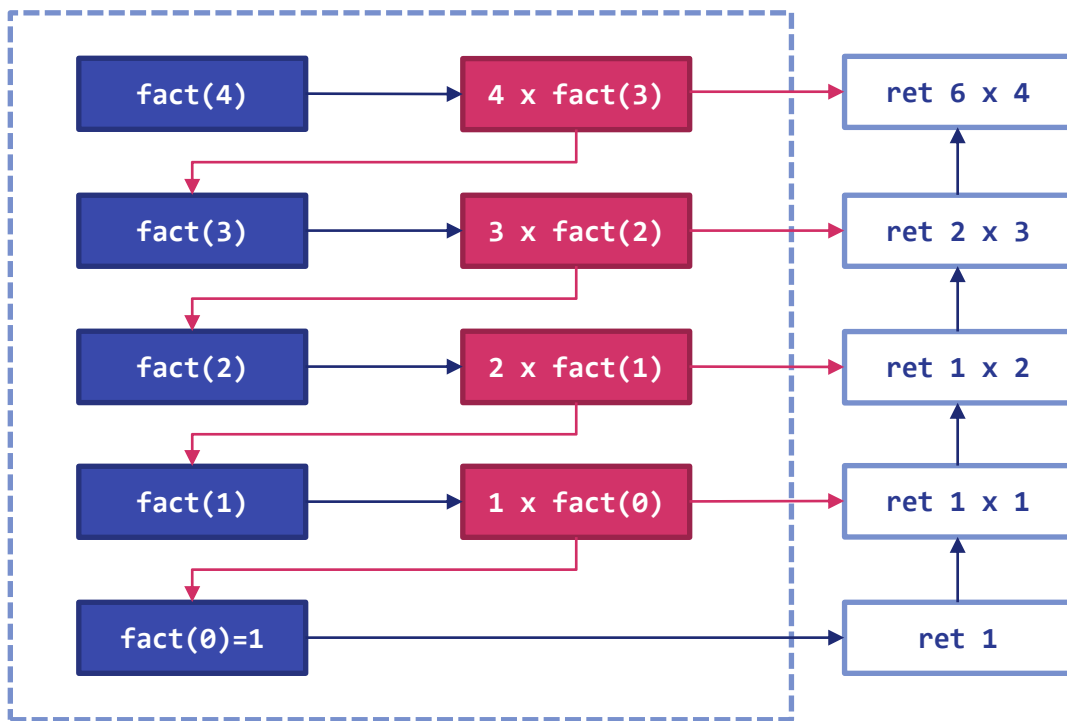 fact(4)
4 x fact(3)
ret 6 x 4
fact(3)
3 x fact(2)
ret 2 x 3
fact(2)
2 x fact(1)
ret 1 x 2
fact(1)
1 x fact(0)
ret 1 x 1
fact(0)=1
ret 1